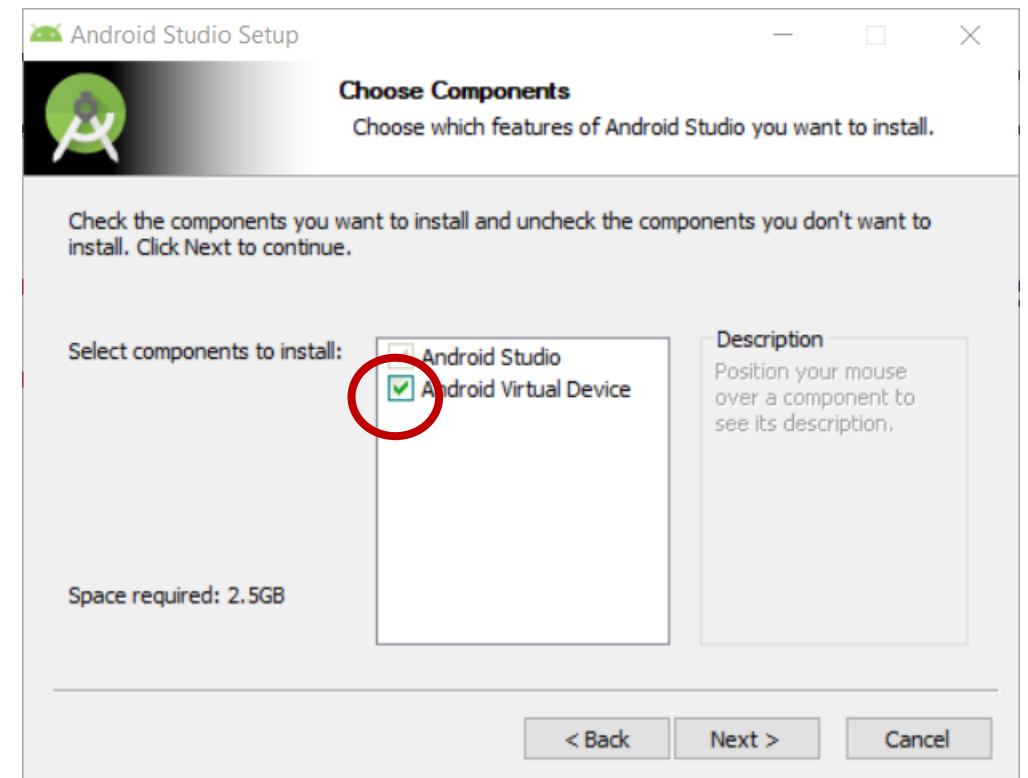 Android Studio Setup
Choose Components
Choose which features of Android Studio you want to install.
Check the components you want to install and uncheck the components you don't want to
install. Click Next to continue.
Select components to install:
Android Studio
Android Virtual Device
Description
Position your mouse
over a component to
see its description.
Space required: 2.5GB
< Back
Next >
Cancel